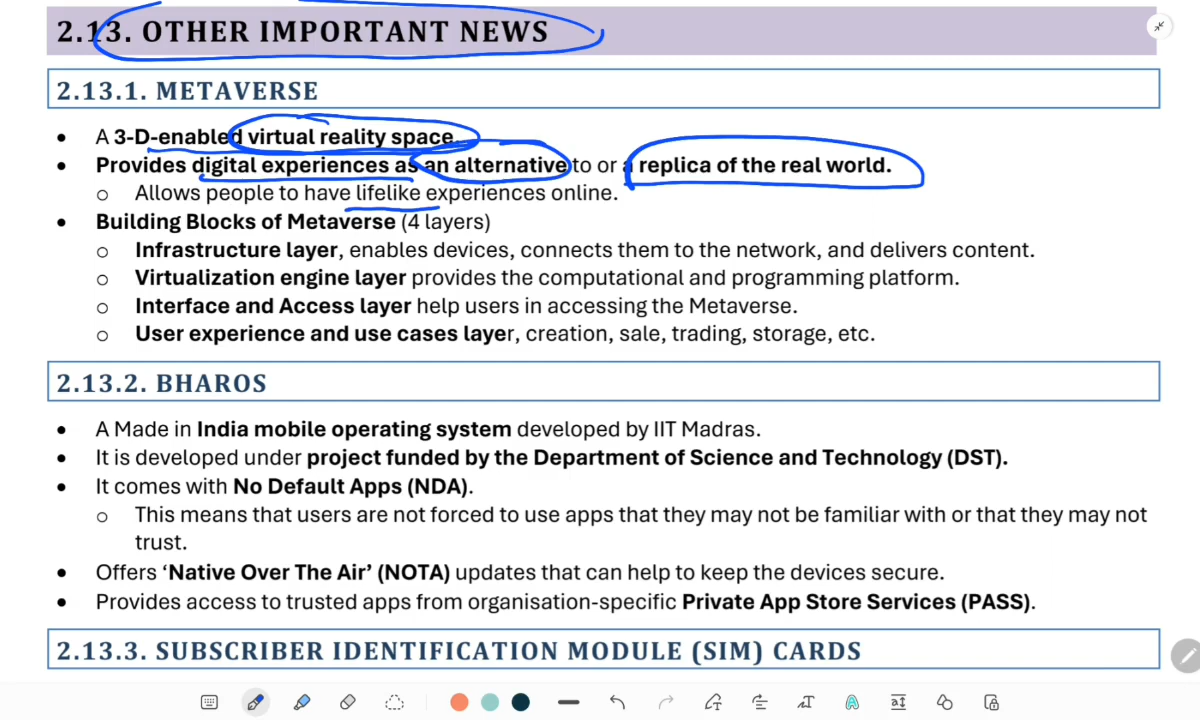 2.13. OTHER IMPORTANT NEWS
2.13.1. METAVERSE
• A 3-D-enabled virtual reality space.
• Provides digital experiences as an alternative to or a replica of the real world.
o Allows people to have lifelike experiences online.
• Building Blocks of Metaverse (4 layers)
o Infrastructure layer, enables devices, connects them to the network, and delivers content.
o Virtualization engine layer provides the computational and programming platform.
o Interface and Access layer help users in accessing the Metaverse.
o User experience and use cases layer, creation, sale, trading, storage, etc.
2.13.2. BHAROS
• A Made in India mobile operating system developed by IIT Madras.
• It is developed under project funded by the Department of Science and Technology (DST).
• It comes with No Default Apps (NDA).
o This means that users are not forced to use apps that they may not be familiar with or that they may not
trust.
• Offers ‘Native Over The Air’ (NOTA) updates that can help to keep the devices secure.
• Provides access to trusted apps from organisation-specific Private App Store Services (PASS).
2.13.3. SUBSCRIBER IDENTIFICATION MODULE (SIM) CARDS